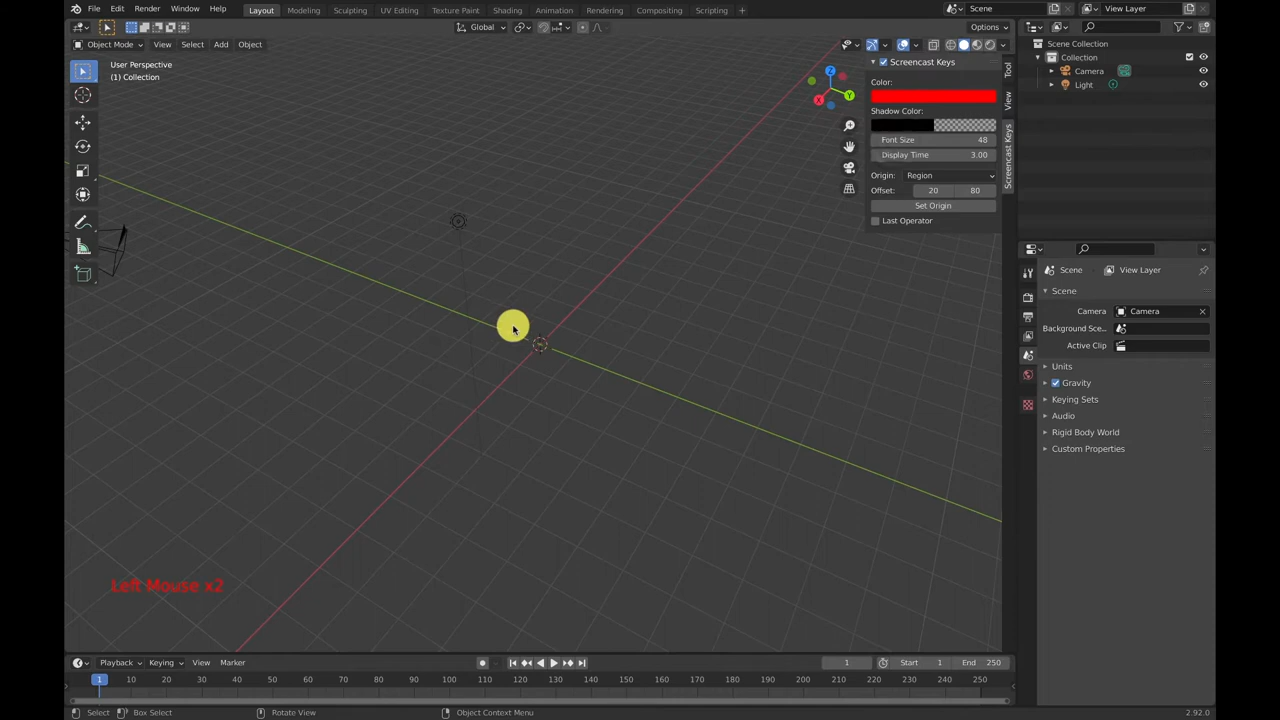 File Edit Render Window Help Layout Modeling Sculpting UV Editing Texture Paint Shading Animation Rendering Compositing Scripting + Scene View Layer
Global Options
Object Mode View Select Add Object
User Perspective
(1) Collection
Z
Y
X
Screencast Keys
Color:
Shadow Color:
Font Size 48
Display Time 3.00
Origin: Region
Offset: 20 80
Set Origin
Last Operator
Tool
View
Screencast Keys
Scene Collection
Collection
Camera
Light
Scene View Layer
Scene
Camera Camera
Background Sce...
Active Clip
Units
Gravity
Keying Sets
Audio
Rigid Body World
Custom Properties
Left Mouse x2
Playback Keying View Marker 1 Start 1 End 250
1 10 20 30 40 50 60 70 80 90 100 110 120 130 140 150 160 170 180 190 200 210 220 230 240 250
Select Box Select Rotate View Object Context Menu 2.92.0